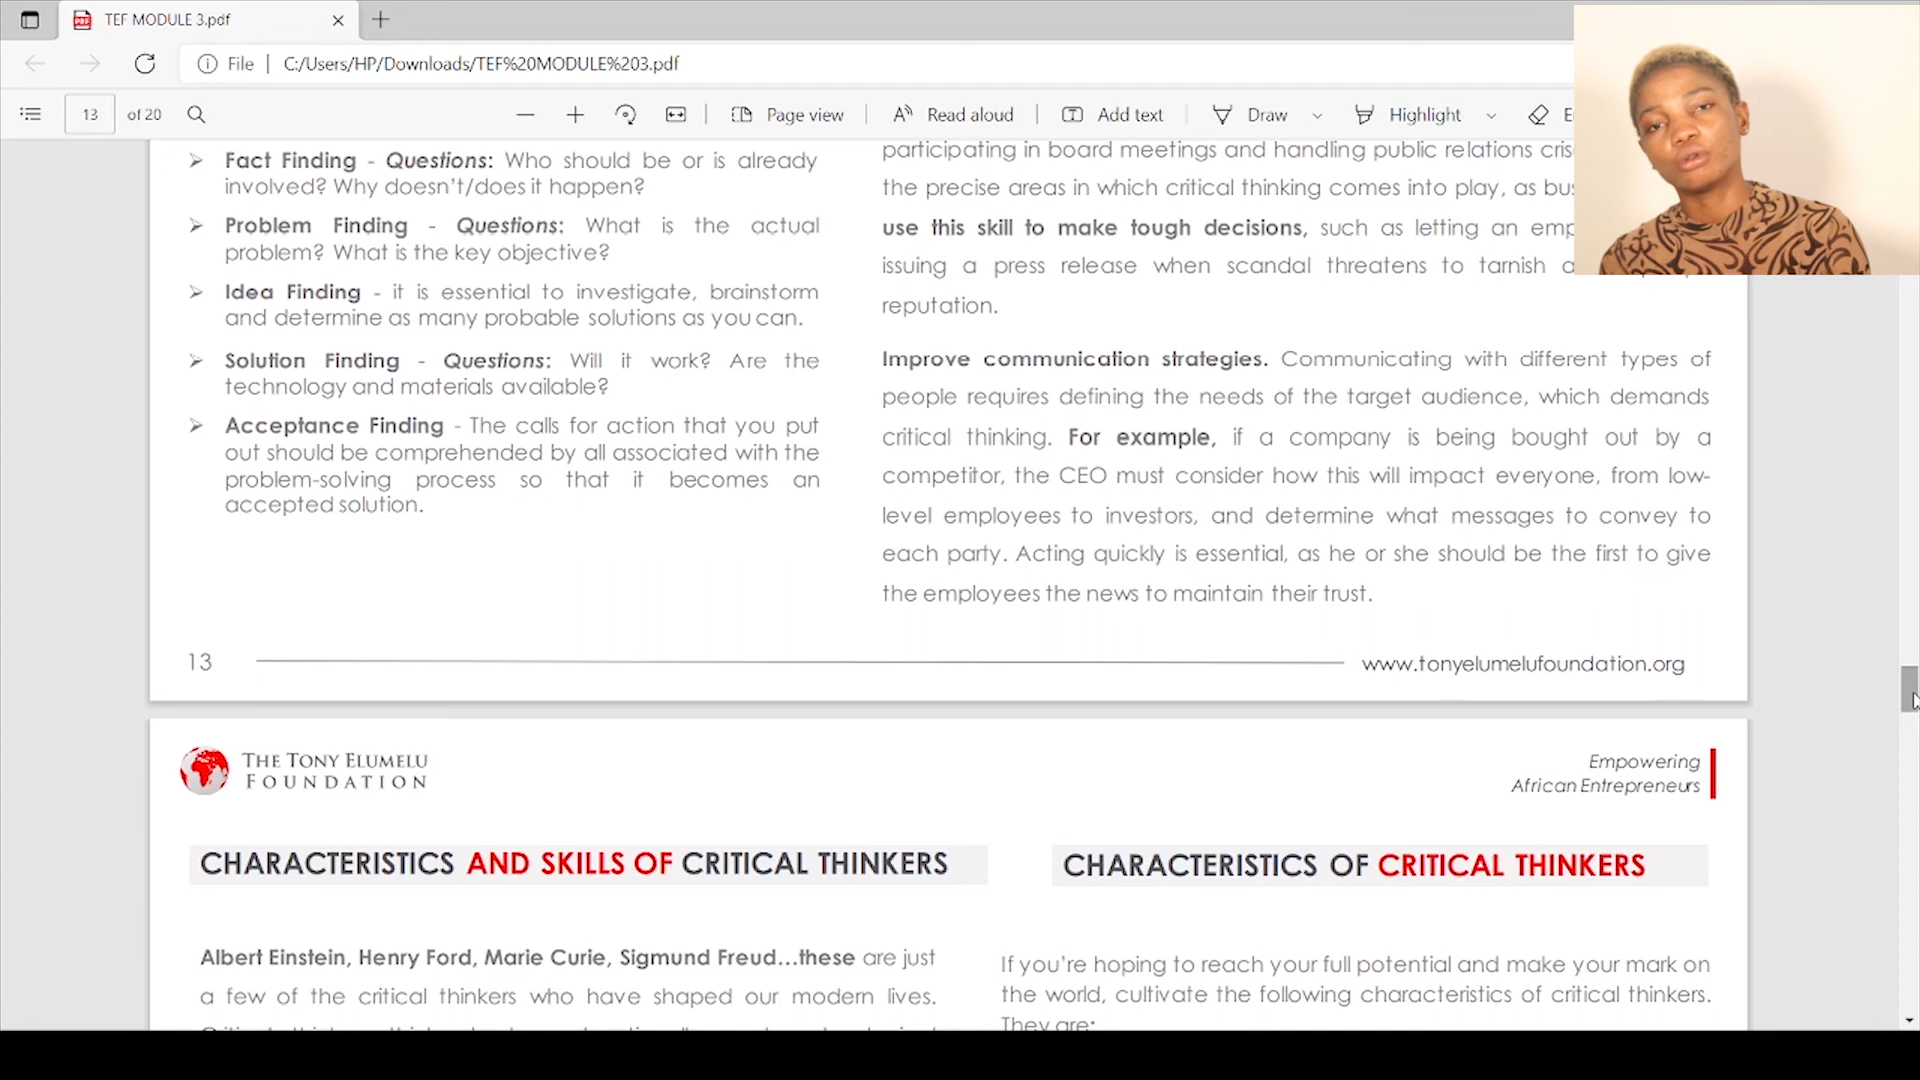 TEF MODULE 3.pdf
File
C:/Users/HP/Downloads/TEF%20MODULE%203.pdf
13 of 20
Page view
Read aloud
Add text
Draw
Highlight
Fact Finding - Questions: Who should be or is already
involved? Why doesn't/does it happen?
Problem Finding - Questions: What is the actual
problem? What is the key objective?
Idea Finding - it is essential to investigate, brainstorm
and determine as many probable solutions as you can.
Solution Finding - Questions: Will it work? Are the
technology and materials available?
Acceptance Finding - The calls for action that you put
out should be comprehended by all associated with the
problem-solving process so that it becomes an
accepted solution.
participating in board meetings and handling public relations
the precise areas in which critical thinking comes into play, as
use this skill to make tough decisions, such as letting an
issuing a press release when scandal threatens to tarnish
reputation.
Improve communication strategies. Communicating with different types of
people requires defining the needs of the target audience, which demands
critical thinking. For example, if a company is being bought out by a
competitor, the CEO must consider how this will impact everyone, from low-
level employees to investors, and determine what messages to convey to
each party. Acting quickly is essential, as he or she should be the first to give
the employees the news to maintain their trust.
13
www.tonyelumelufoundation.org
THE TONY ELUMELU
FOUNDATION
Empowering
African Entrepreneurs
CHARACTERISTICS AND SKILLS OF CRITICAL THINKERS
Albert Einstein, Henry Ford, Marie Curie, Sigmund Freud...these are just
a few of the critical thinkers who have shaped our modern lives.
CHARACTERISTICS OF CRITICAL THINKERS
If you're hoping to reach your full potential and make your mark on
the world, cultivate the following characteristics of critical thinkers.
They are: